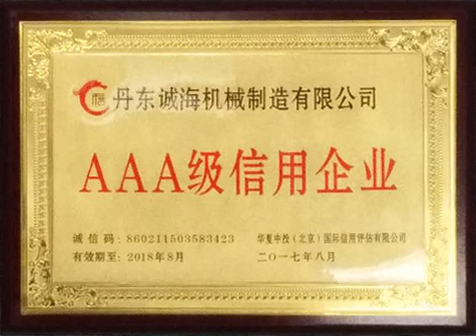 丹东诚海机械制造有限公司
AAA级信用企业
诚信码: 860211503583423
华夏中投（北京）国际信用评估有限公司
有效期至: 2018年8月
二〇一七年八月